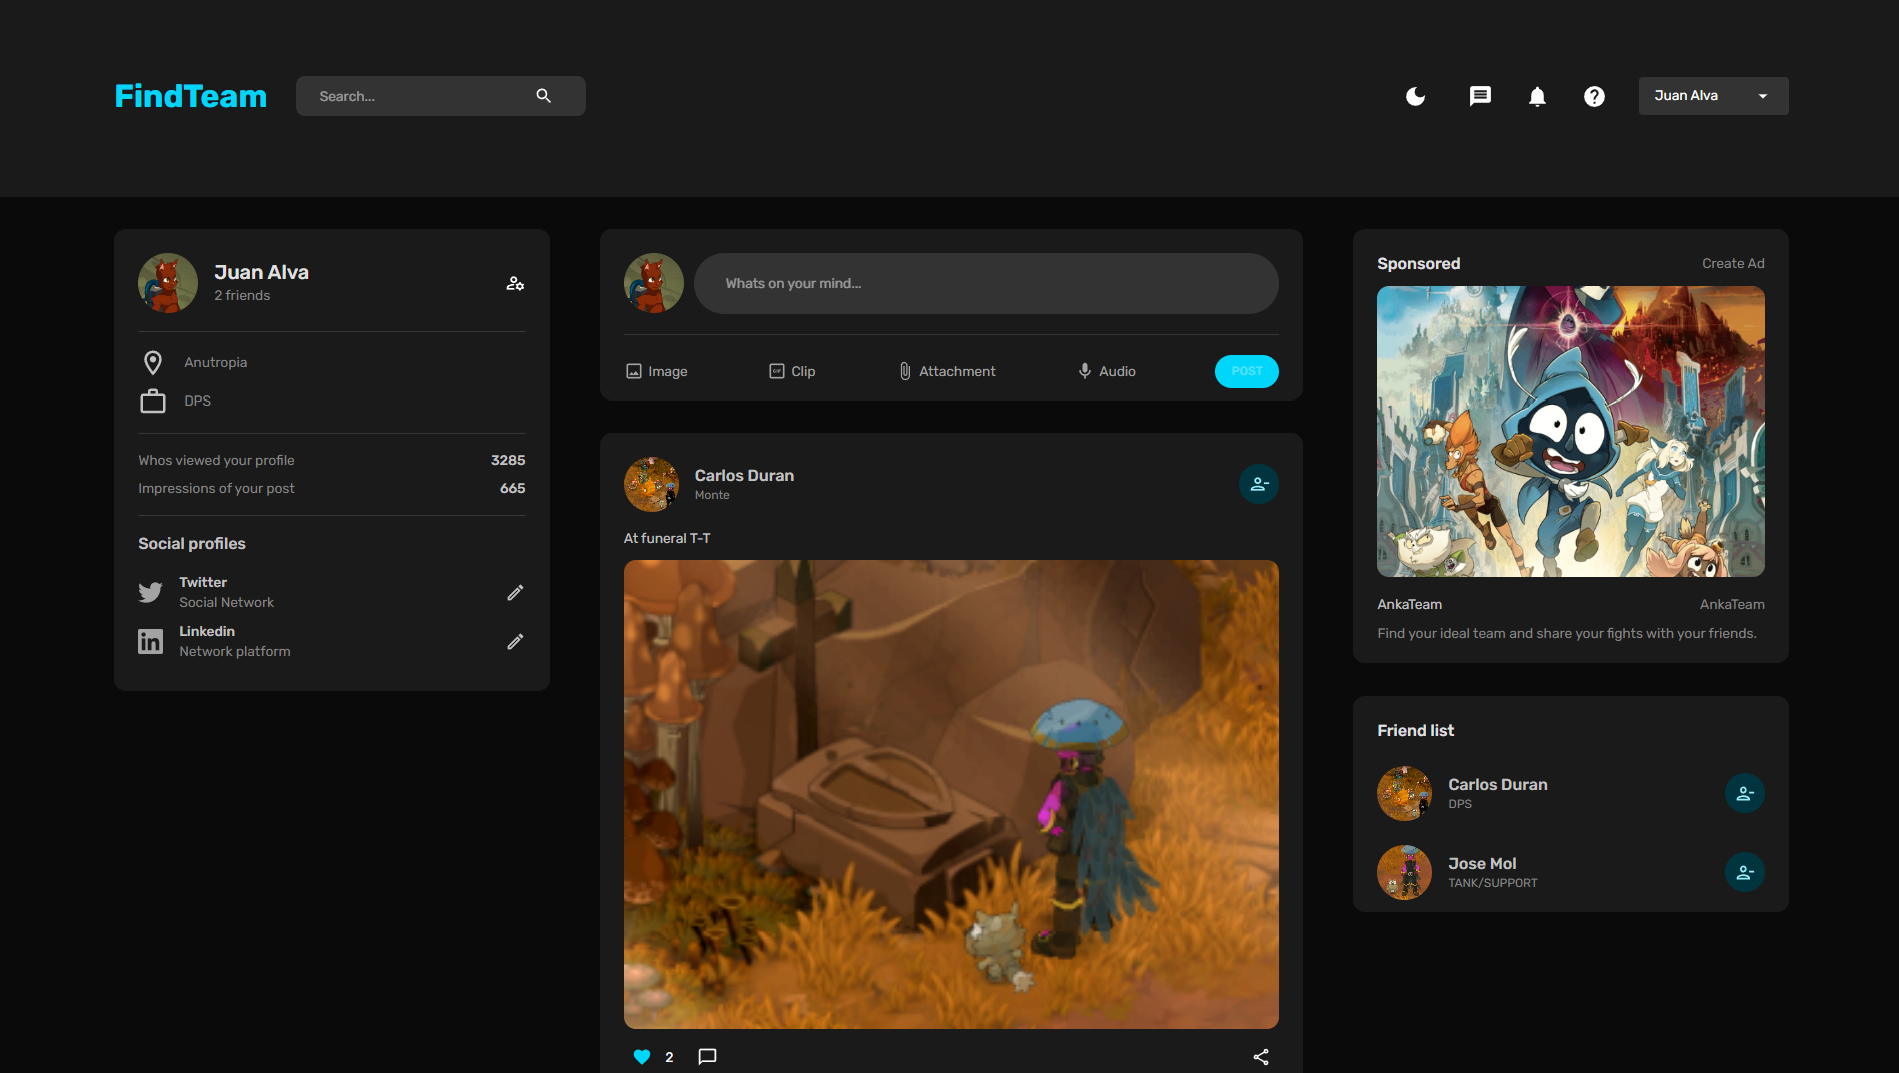 FindTeam
Search...
Juan Alva
Juan Alva
2 friends
Anutropia
DPS
Whos viewed your profile 3285
Impressions of your post 665
Social profiles
Twitter
Social Network
Linkedin
Network platform
Whats on your mind...
Image
GIF
Clip
Attachment
Audio
POST
Carlos Duran
Monte
At funeral T-T
2
Sponsored
Create Ad
AnkaTeam
AnkaTeam
Find your ideal team and share your fights with your friends.
Friend list
Carlos Duran
DPS
Jose Mol
TANK/SUPPORT